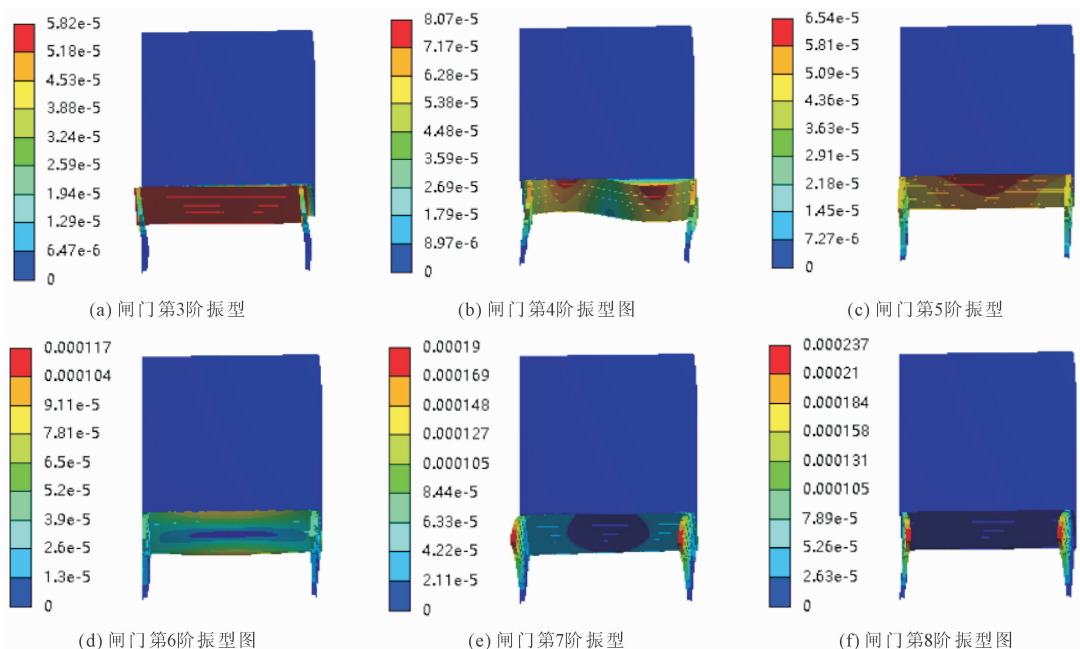 5.82e-5
5.18e-5
4.53e-5
3.88e-5
3.24e-5
2.59e-5
1.94e-5
1.29e-5
6.47e-6
0
(a) 闸门第3阶振型
8.07e-5
7.17e-5
6.28e-5
5.38e-5
4.48e-5
3.59e-5
2.69e-5
1.79e-5
8.97e-6
0
(b) 闸门第4阶振型图
6.54e-5
5.81e-5
5.09e-5
4.36e-5
3.63e-5
2.91e-5
2.18e-5
1.45e-5
7.27e-6
0
(c) 闸门第5阶振型
0.000117
0.000104
9.11e-5
7.81e-5
6.5e-5
5.2e-5
3.9e-5
2.6e-5
1.3e-5
0
(d) 闸门第6阶振型图
0.00019
0.000169
0.000148
0.000127
0.000105
8.44e-5
6.33e-5
4.22e-5
2.11e-5
0
(e) 闸门第7阶振型
0.000237
0.00021
0.000184
0.000158
0.000131
0.000105
7.89e-5
5.26e-5
2.63e-5
0
(f) 闸门第8阶振型图